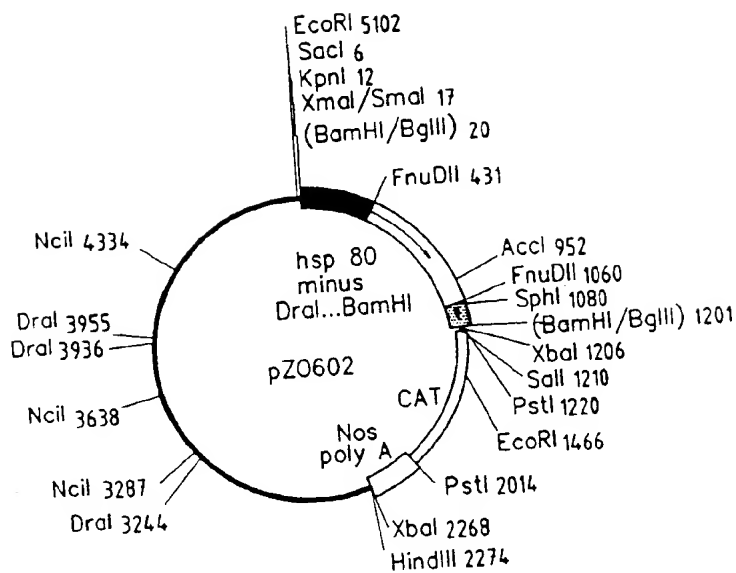 EcoRI 5102
SacI 6
KpnI 12
XmaI/SmaI 17
(BamHI/BglII) 20
FnuDII 431
AccI 952
FnuDII 1060
SphI 1080
(BamHI/BglII) 1201
XbaI 1206
SalI 1210
PstI 1220
EcoRI 1466
PstI 2014
XbaI 2268
HindIII 2274
DraI 3244
NciI 3287
NciI 3638
DraI 3936
DraI 3955
NciI 4334
hsp 80
minus
DraI...BamHI
pZO602
CAT
Nos
poly A